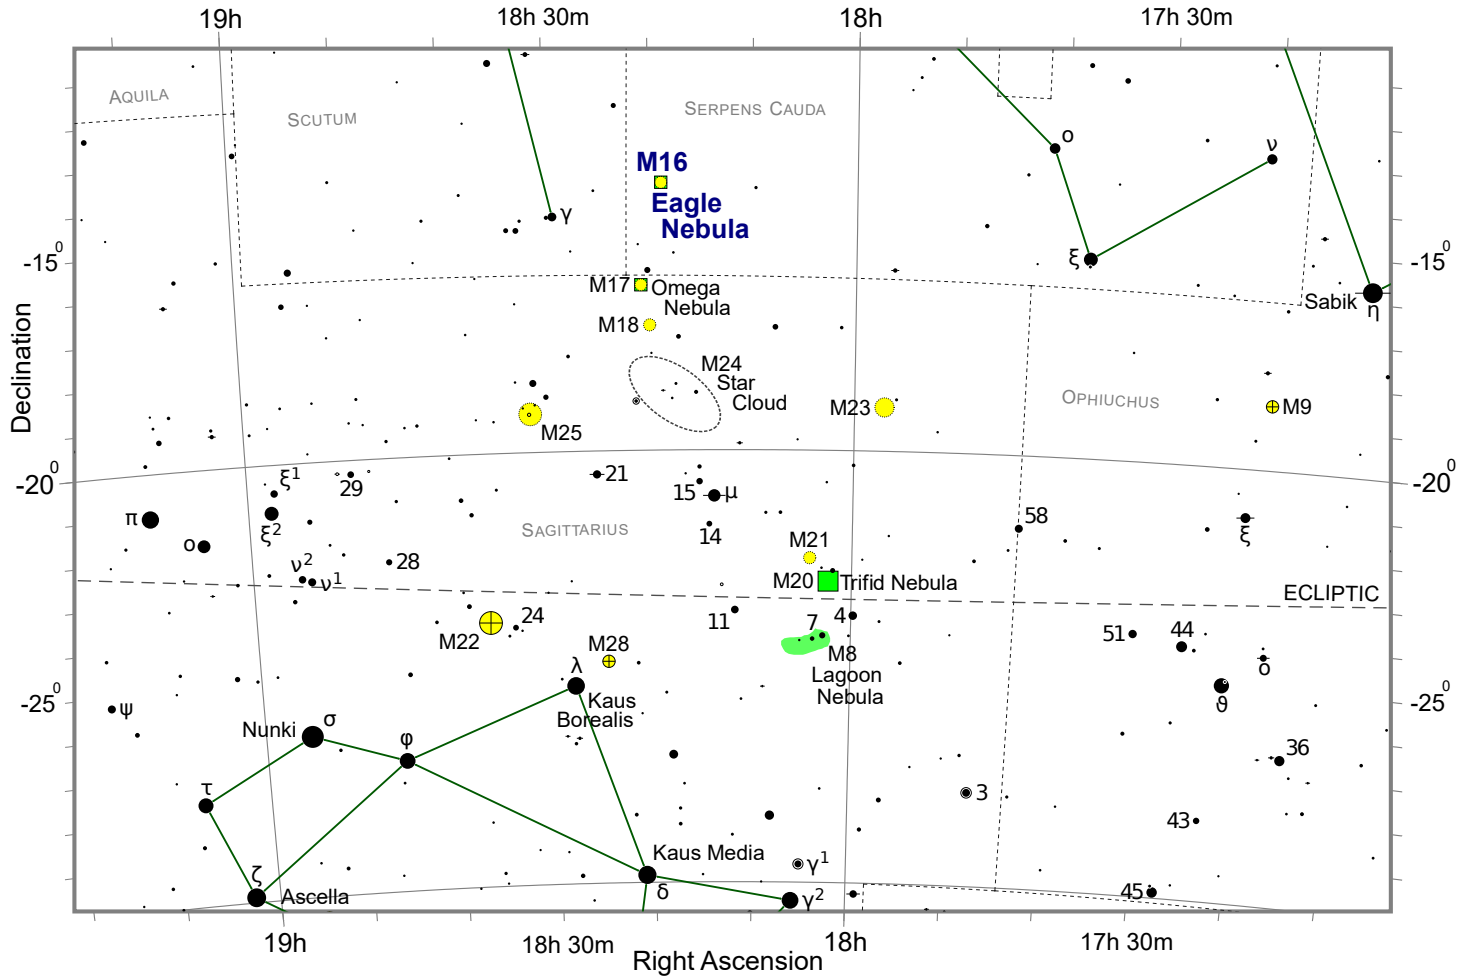 19h
18h 30m
18h
17h 30m
AQUILA
SCUTUM
SERPENS CAUDA
ο
ν
M16
Eagle
Nebula
γ
ξ
-15⁰
-15⁰
M17
Omega
Nebula
Sabik
η
M18
M24
Star
Cloud
Declination
M23
OPHIUCHUS
M9
M25
-20⁰
-20⁰
ξ¹
29
21
15
μ
π
ξ²
SAGITTARIUS
14
58
ξ
ο
M21
ν²
ν¹
28
M20
Trifid Nebula
ECLIPTIC
24
11
7
4
51
44
M22
M28
M8
Lagoon
Nebula
ο
λ
Kaus
Borealis
-25⁰
-25⁰
ψ
Nunki
σ
φ
ϑ
36
τ
3
43
Kaus Media
γ¹
ζ
Ascella
δ
γ²
45
19h
18h 30m
18h
17h 30m
Right Ascension